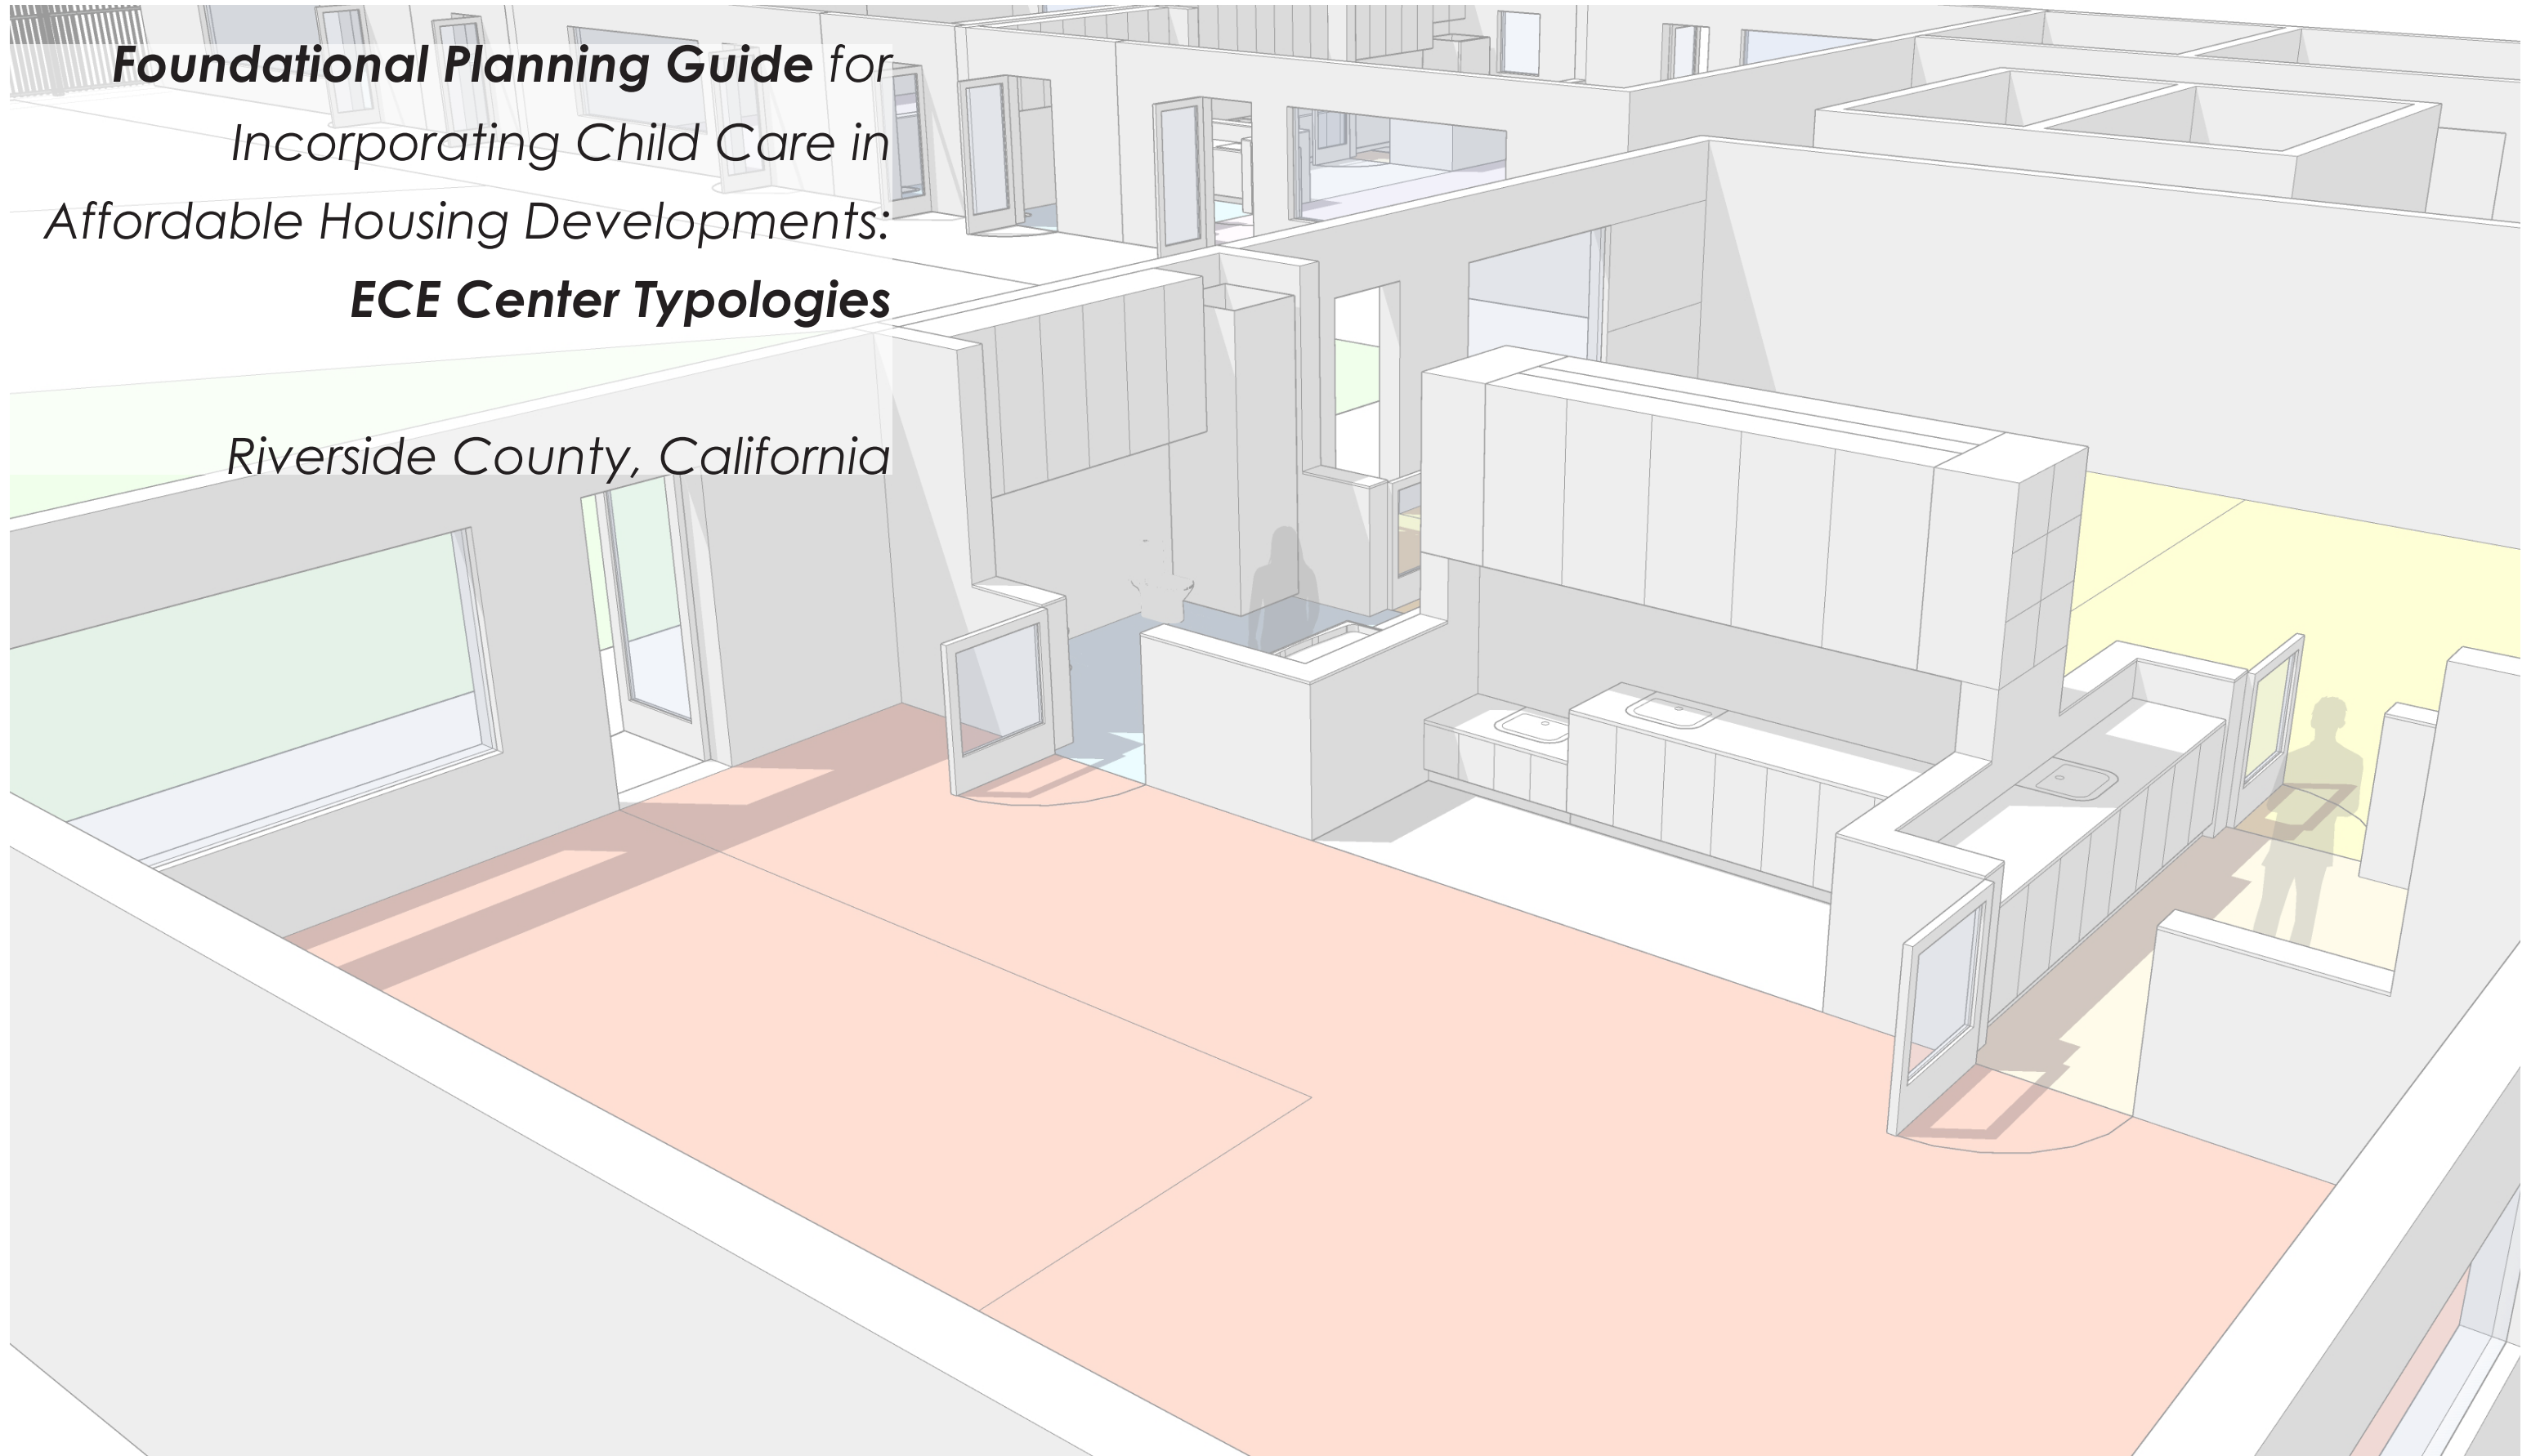 Foundational Planning Guide for
Incorporating Child Care in
Affordable Housing Developments:
ECE Center Typologies
Riverside County, California